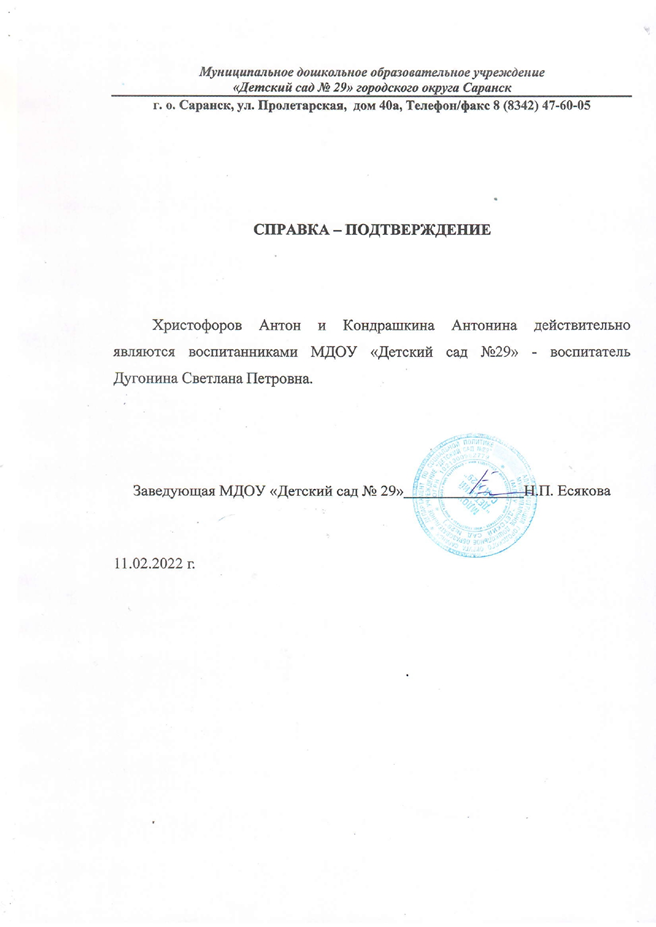 Муниципальное дошкольное образовательное учреждение
«Детский сад № 29» городского округа Саранск
г. о. Саранск, ул. Пролетарская, дом 40а, Телефон/факс 8 (8342) 47-60-05
СПРАВКА – ПОДТВЕРЖДЕНИЕ
Христофоров Антон и Кондрашкина Антонина действительно
являются воспитанниками МДОУ «Детский сад №29» - воспитатель
Дугонина Светлана Петровна.
Заведующая МДОУ «Детский сад № 29»_______________Н.П. Есякова
11.02.2022 г.